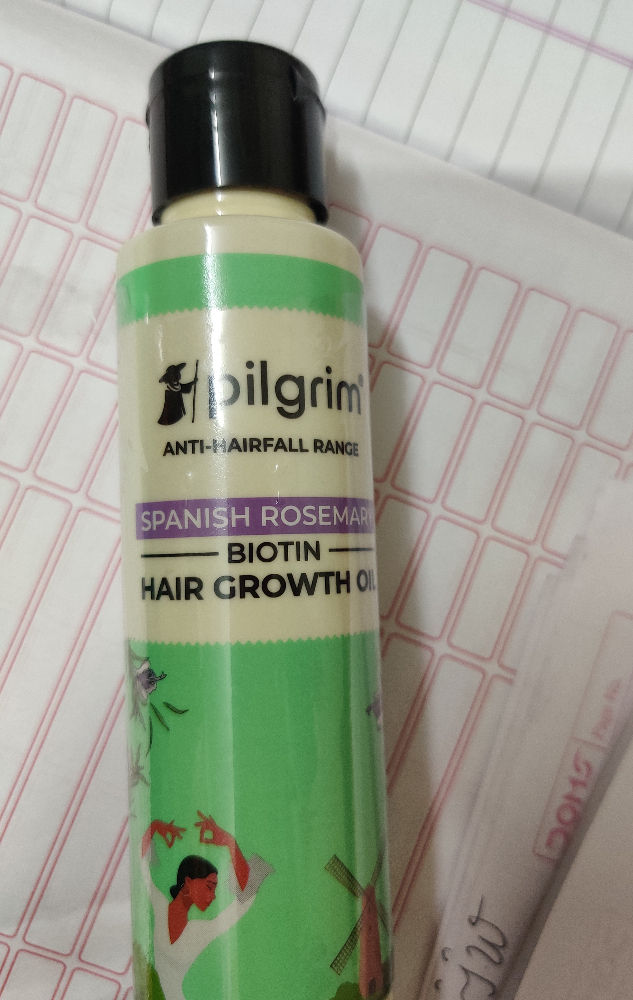 pilgrim
ANTI-HAIRFALL RANGE
SPANISH ROSEMARY
BIOTIN
HAIR GROWTH OIL
DOMS